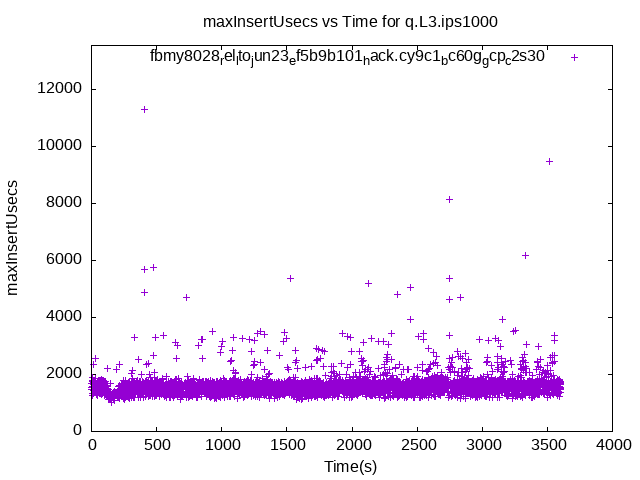 maxInsertUsecs vs Time for q.L3.ips1000
fbmy8028relltojun23ef5b9b101hack.cy9c1bc60ggcpc2s30
12000
10000
8000
6000
4000
2000
0
maxInsertUsecs
0 500 1000 1500 2000 2500 3000 3500 4000
Time(s)